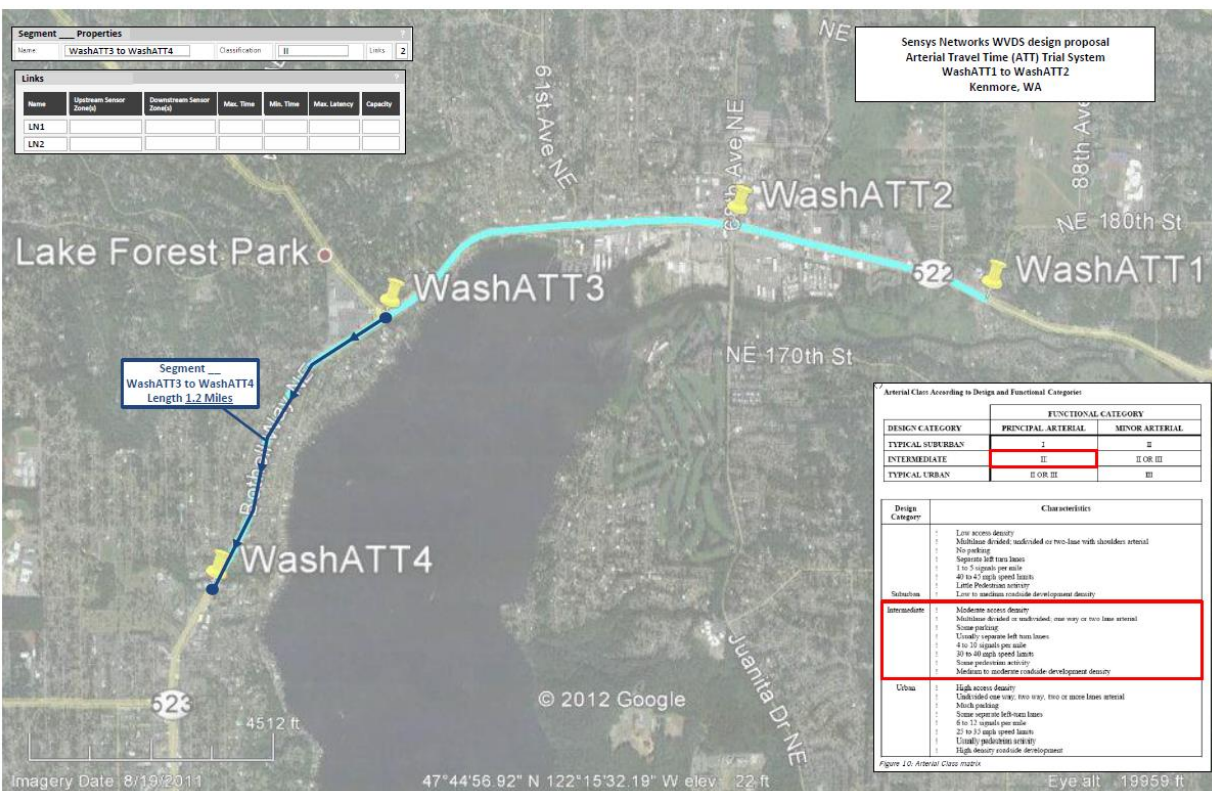 Segment ___ Properties ?
Name WashATT3 to WashATT4 Classification II Links 2
Links ?
Name Upstream Sensor Zone(s) Downstream Sensor Zone(s) Max. Time Min. Time Max. Latency Capacity
LN1
LN2
Sensys Networks WVDS design proposal
Arterial Travel Time (ATT) Trial System
WashATT1 to WashATT2
Kenmore, WA
NE
61st Ave NE
68th Ave NE
88th Ave
WashATT2
NE 180th St
Lake Forest Park
WashATT3
522
WashATT1
NE 170th St
Segment __
WashATT3 to WashATT4
Length 1.2 Miles
Bothell Way NE
WashATT4
Juanita Dr NE
523
4512 ft
© 2012 Google
Imagery Date 8/19/2011
47°44'56.92" N 122°15'32.19" W elev 22 ft
Eye alt 19959 ft
Arterial Class According to Design and Functional Categories
FUNCTIONAL CATEGORY
DESIGN CATEGORY PRINCIPAL ARTERIAL MINOR ARTERIAL
TYPICAL SUBURBAN I II
INTERMEDIATE II II OR III
TYPICAL URBAN II OR III III
Design Category Characteristics
Suburban
! Low access density
! Multilane divided; undivided or two-lane with shoulders arterial
! No parking
! Separate left turn lanes
! 1 to 5 signals per mile
! 40 to 45 mph speed limits
! Little Pedestrian activity
! Low to medium roadside development density
Intermediate
! Moderate access density
! Multilane divided or undivided; one way or two lane arterial
! Some parking
! Usually separate left turn lanes
! 4 to 10 signals per mile
! 30 to 40 mph speed limits
! Some pedestrian activity
! Medium to moderate roadside development density
Urban
! High access density
! Undivided one way; two way, two or more lanes arterial
! Much parking
! Some separate left-turn lanes
! 6 to 12 signals per mile
! 25 to 35 mph speed limits
! Usually pedestrian activity
! High density roadside development
Figure 10: Arterial Class matrix